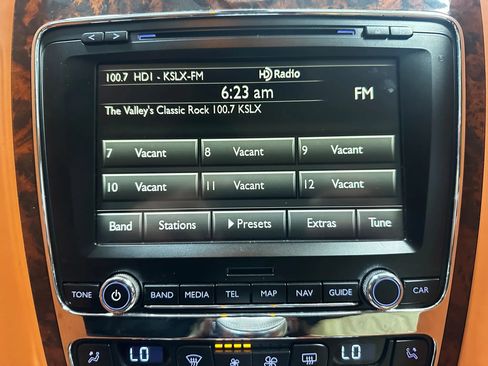 100.7 HD1 - KSLX-FM HD Radio
6:23 am FM
The Valley's Classic Rock 100.7 KSLX
7 Vacant 8 Vacant 9 Vacant
10 Vacant 11 Vacant 12 Vacant
Band Stations Presets Extras Tune
TONE BAND MEDIA TEL MAP NAV GUIDE CAR
LO LO